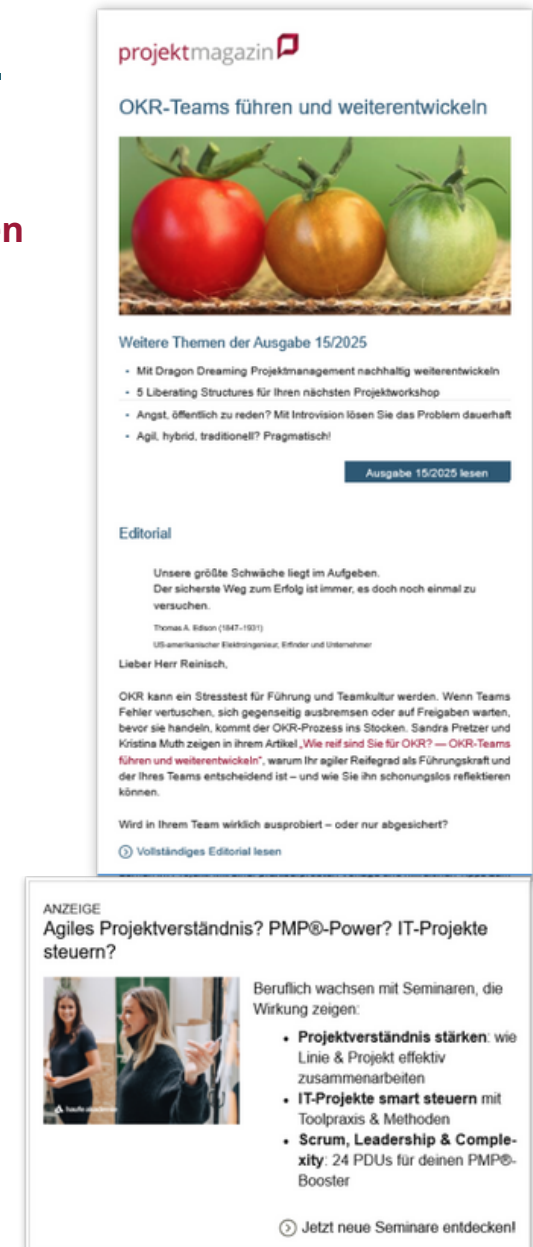 projektmagazin
OKR-Teams führen und weiterentwickeln
n
Weitere Themen der Ausgabe 15/2025
- Mit Dragon Dreaming Projektmanagement nachhaltig weiterentwickeln
- 5 Liberating Structures für Ihren nächsten Projektworkshop
- Angst, öffentlich zu reden? Mit Introvision lösen Sie das Problem dauerhaft
- Agil, hybrid, traditionell? Pragmatisch!
Ausgabe 15/2025 lesen
Editorial
Unsere größte Schwäche liegt im Aufgeben.
Der sicherste Weg zum Erfolg ist immer, es doch noch einmal zu
versuchen.
Thomas A. Edison (1847–1931)
US-amerikanischer Elektroingenieur, Erfinder und Unternehmer
Lieber Herr Reinisch,
OKR kann ein Stresstest für Führung und Teamkultur werden. Wenn Teams
Fehler vertuschen, sich gegenseitig ausbremsen oder auf Freigaben warten,
bevor sie handeln, kommt der OKR-Prozess ins Stocken. Sandra Pretzer und
Kristina Muth zeigen in ihrem Artikel „Wie reif sind Sie für OKR? — OKR-Teams
führen und weiterentwickeln", warum Ihr agiler Reifegrad als Führungskraft und
der Ihres Teams entscheidend ist – und wie Sie ihn schonungslos reflektieren
können.
Wird in Ihrem Team wirklich ausprobiert – oder nur abgesichert?
Vollständiges Editorial lesen
ANZEIGE
Agiles Projektverständnis? PMP®-Power? IT-Projekte
steuern?
haufe akademie
Beruflich wachsen mit Seminaren, die
Wirkung zeigen:
• Projektverständnis stärken: wie
Linie & Projekt effektiv
zusammenarbeiten
• IT-Projekte smart steuern mit
Toolpraxis & Methoden
• Scrum, Leadership & Comple-
xity: 24 PDUs für deinen PMP®-
Booster
Jetzt neue Seminare entdecken!